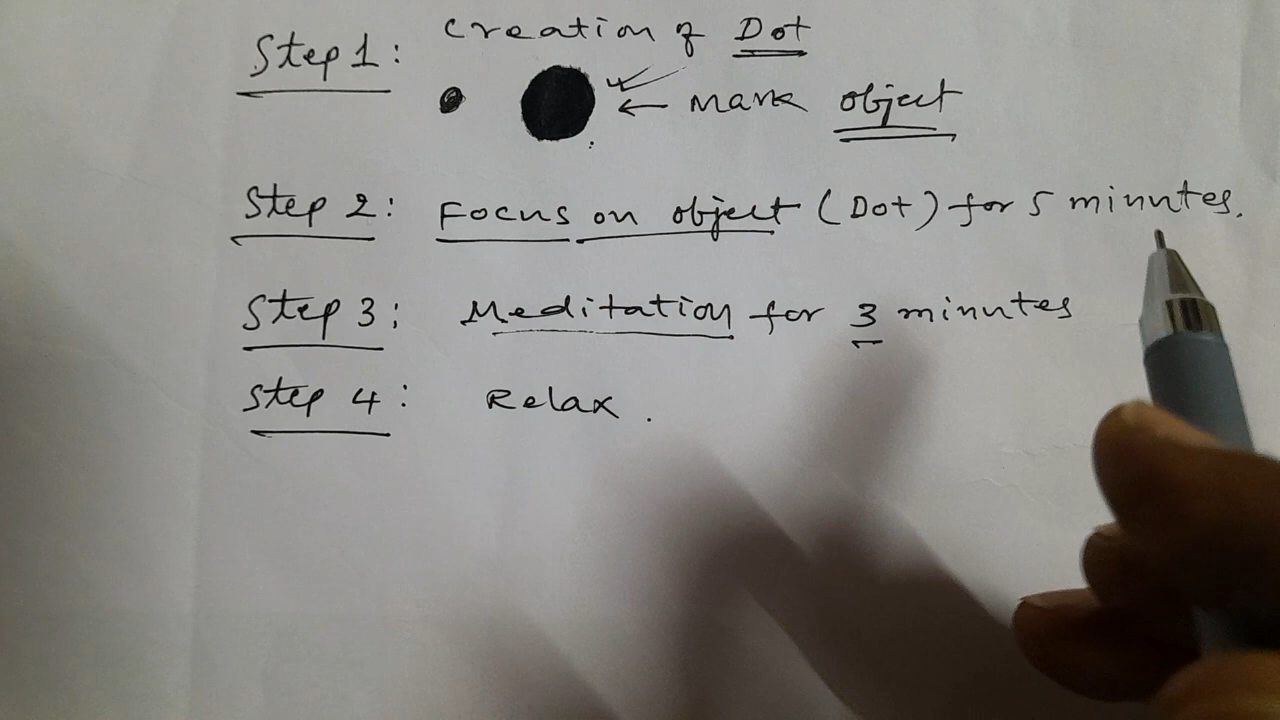 Step 1: Creation of Dot
← Mark object
Step 2: Focus on object (Dot) for 5 minutes.
Step 3: Meditation for 3 minutes
Step 4: Relax.